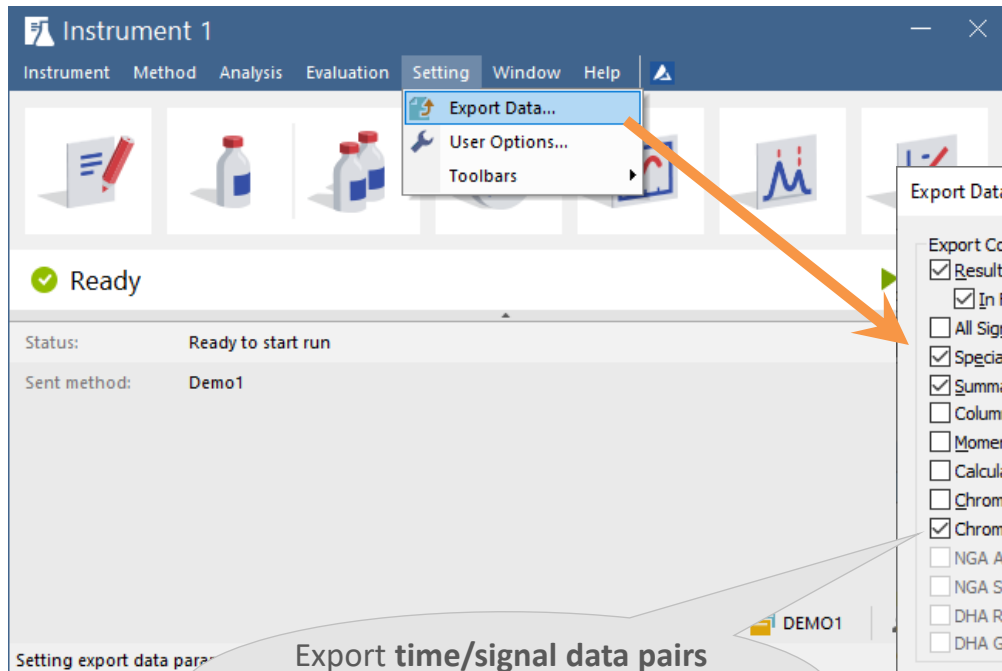 Instrument 1
Instrument Method Analysis Evaluation Setting Window Help
Export Data...
User Options...
Toolbars
Export Data
Export Co
Result
In
All Sig
Specia
Summa
Colum
Momen
Calcula
Chrom
Chrom
NGA A
NGA S
DHA R
DHA G
Ready
Status: Ready to start run
Sent method: Demo1
DEMO1
Setting export data para
Export time/signal data pairs